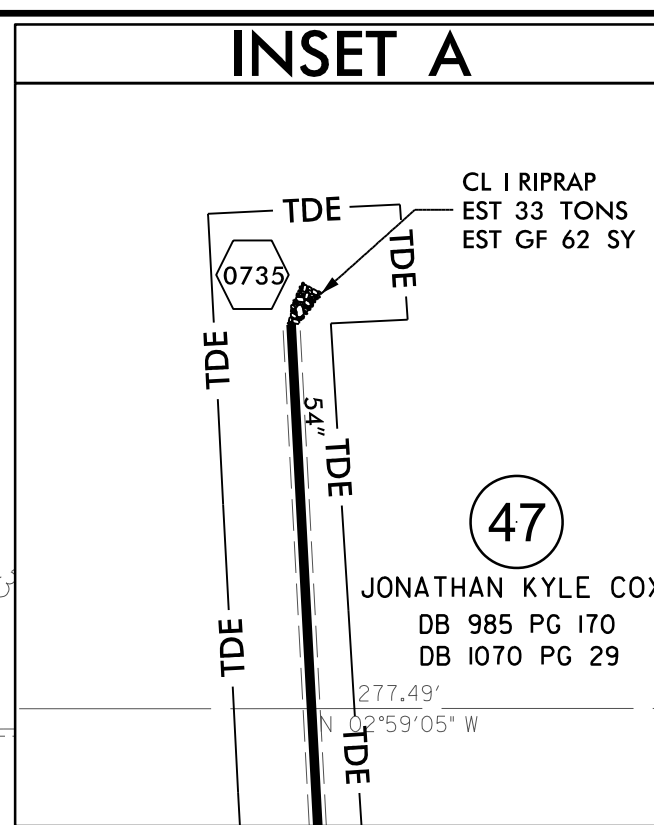 INSET A
CL I RIPRAP
EST 33 TONS
EST GF 62 SY
TDE
TDE
0735
TDE
54"
TDE
47
JONATHAN KYLE COX
DB 985 PG 170
DB 1070 PG 29
TDE
277.49'
N 02°59'05" W
TDE